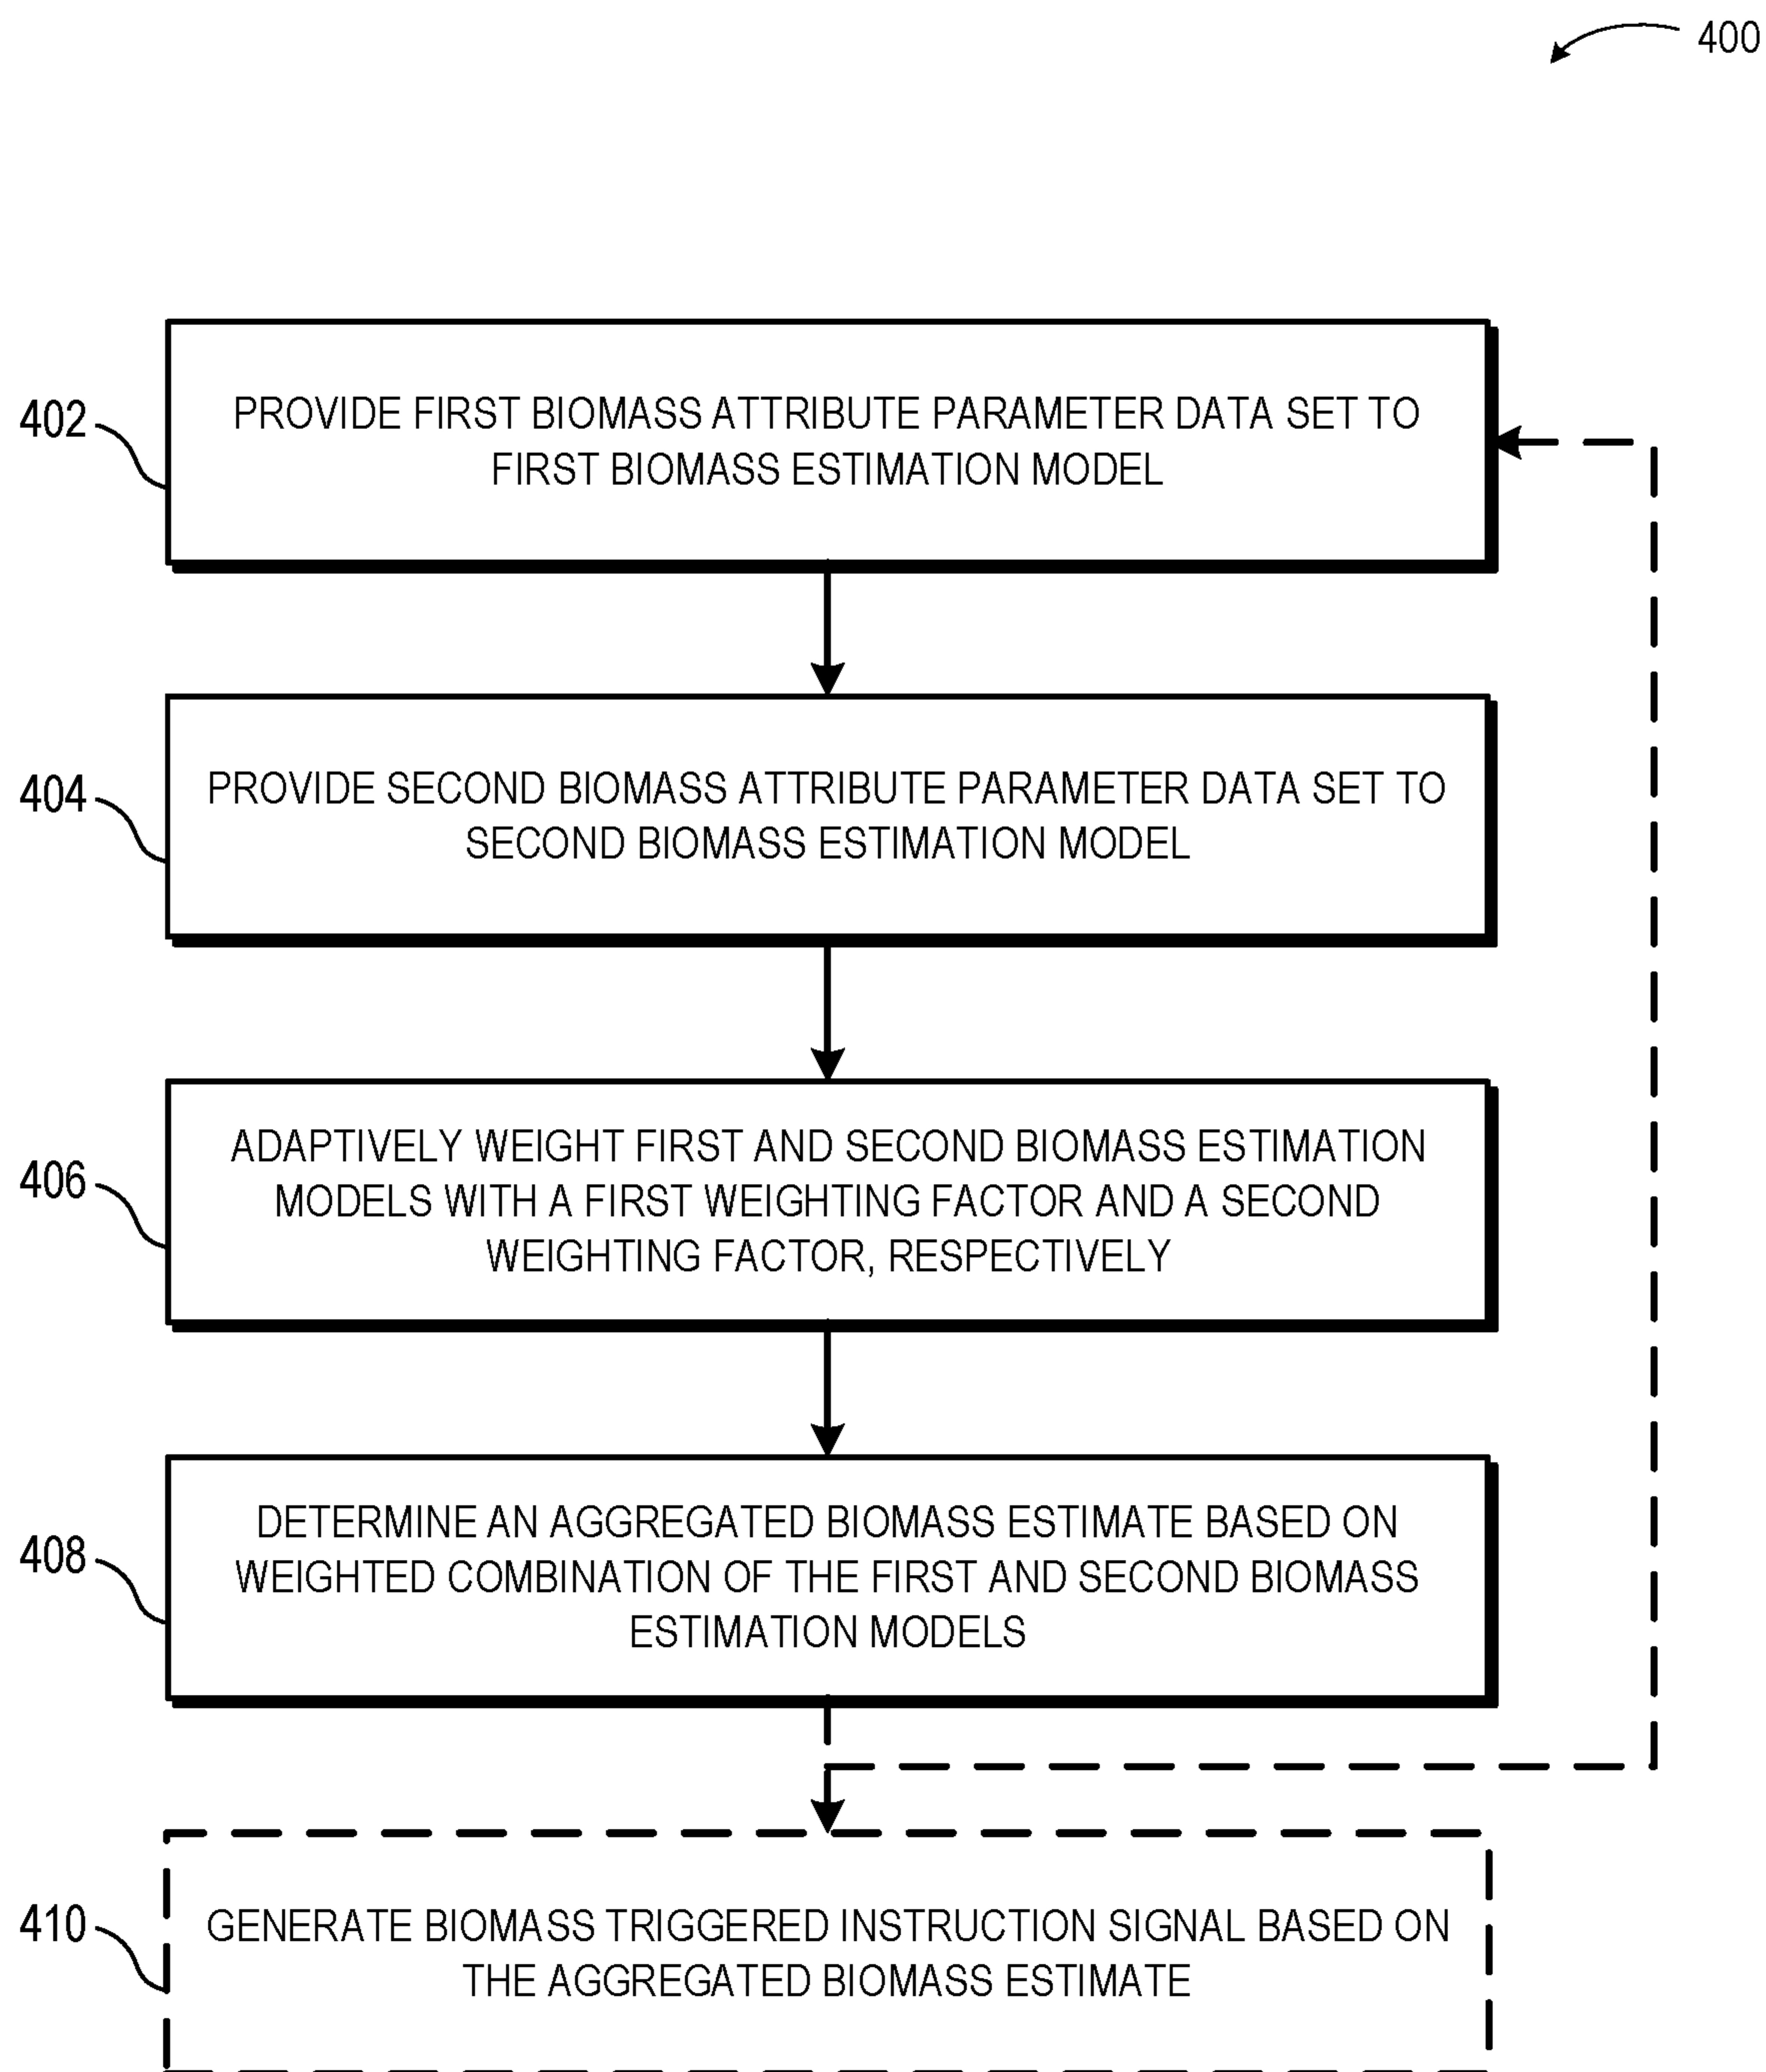 400
402
PROVIDE FIRST BIOMASS ATTRIBUTE PARAMETER DATA SET TO
FIRST BIOMASS ESTIMATION MODEL
404
PROVIDE SECOND BIOMASS ATTRIBUTE PARAMETER DATA SET TO
SECOND BIOMASS ESTIMATION MODEL
406
ADAPTIVELY WEIGHT FIRST AND SECOND BIOMASS ESTIMATION
MODELS WITH A FIRST WEIGHTING FACTOR AND A SECOND
WEIGHTING FACTOR, RESPECTIVELY
408
DETERMINE AN AGGREGATED BIOMASS ESTIMATE BASED ON
WEIGHTED COMBINATION OF THE FIRST AND SECOND BIOMASS
ESTIMATION MODELS
410
GENERATE BIOMASS TRIGGERED INSTRUCTION SIGNAL BASED ON
THE AGGREGATED BIOMASS ESTIMATE